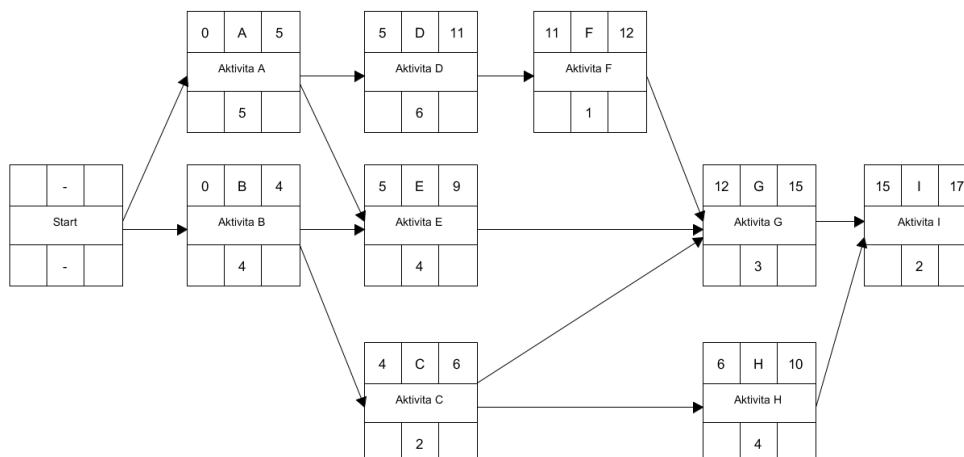 0 A 5
Aktivita A
5
5 D 11
Aktivita D
6
11 F 12
Aktivita F
1
-
Start
-
0 B 4
Aktivita B
4
5 E 9
Aktivita E
4
12 G 15
Aktivita G
3
15 I 17
Aktivita I
2
4 C 6
Aktivita C
2
6 H 10
Aktivita H
4